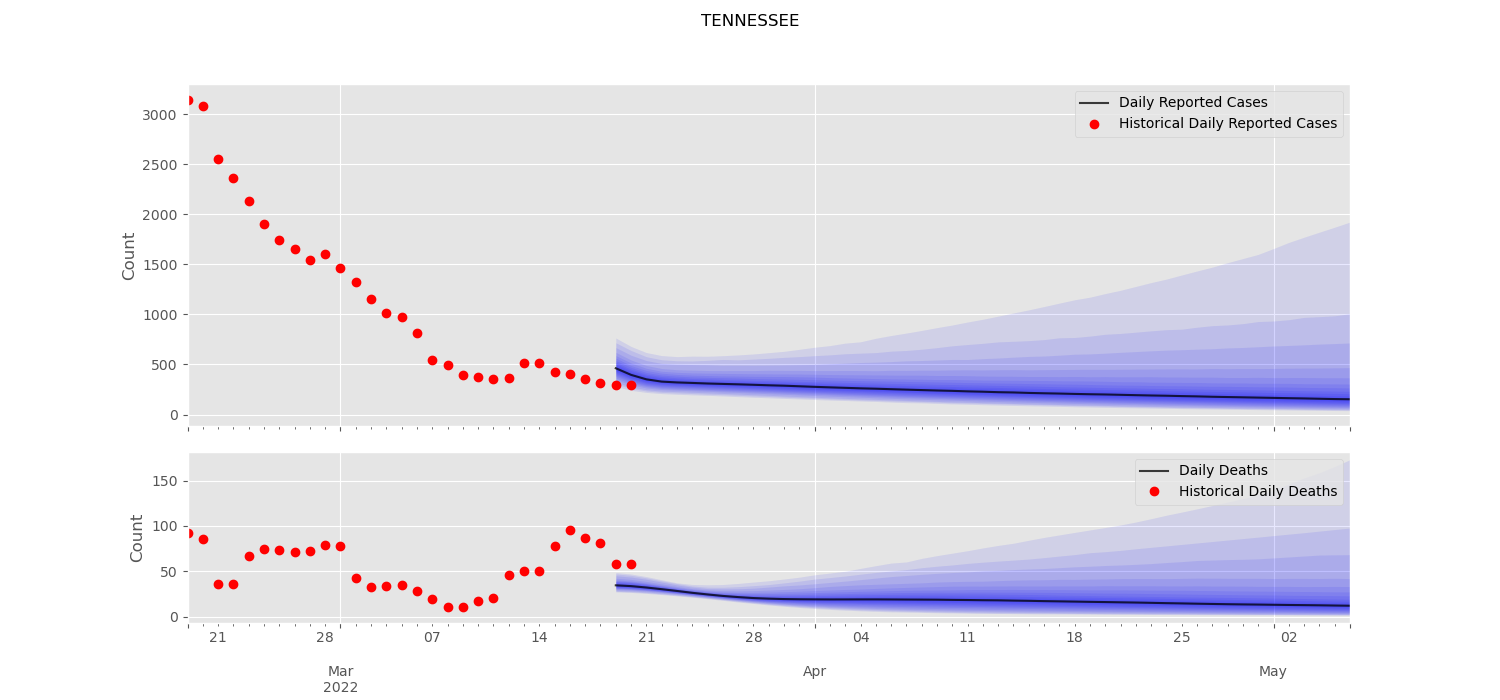 TENNESSEE
3000
2500
2000
1500
1000
500
0
Count
Daily Reported Cases
Historical Daily Reported Cases
150
100
50
0
Count
Daily Deaths
Historical Daily Deaths
21 28 07 14 21 28 04 11 18 25 02
Mar Apr May
2022